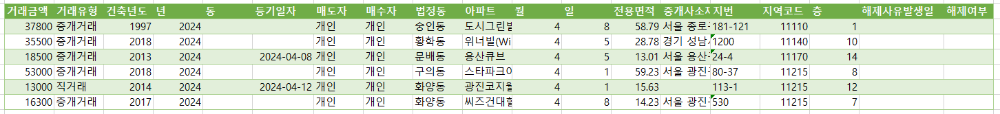 거래금액 거래유형 건축년도 년 동 등기일자 매도자 매수자 법정동 아파트 월 일 전용면적 중개사소지 지번 지역코드 층 해제사유발생일 해제여부
37800 중개거래 1997 2024 개인 개인 숭인동 도시그린빌 4 8 58.79 서울 종로구 181-121 11110 1
35500 중개거래 2018 2024 개인 개인 황학동 위너빌(Wi 4 5 28.78 경기 성남시 1200 11140 10
18500 중개거래 2013 2024 2024-04-08 개인 개인 문배동 용산큐브 4 5 13.01 서울 용산구 24-4 11170 14
53000 중개거래 2018 2024 개인 개인 구의동 스타파크이 4 1 59.23 서울 광진구 80-37 11215 8
13000 직거래 2014 2024 2024-04-12 개인 개인 화양동 광진코지웰 4 1 15.63 113-1 11215 12
16300 중개거래 2017 2024 개인 개인 화양동 씨즈건대힐 4 8 14.23 서울 광진구 530 11215 7